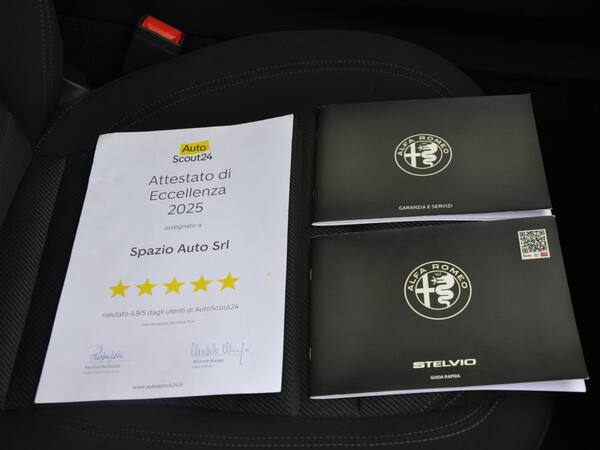 Auto
Scout24
Attestato di
Eccellenza
2025
assegnato a
Spazio Auto Srl
valutato 4.9/5 dagli utenti di AutoScout24
www.autoscout24.it
ALFA ROMEO
GARANZIA E SERVIZI
ALFA ROMEO
STELVIO
GUIDA RAPIDA